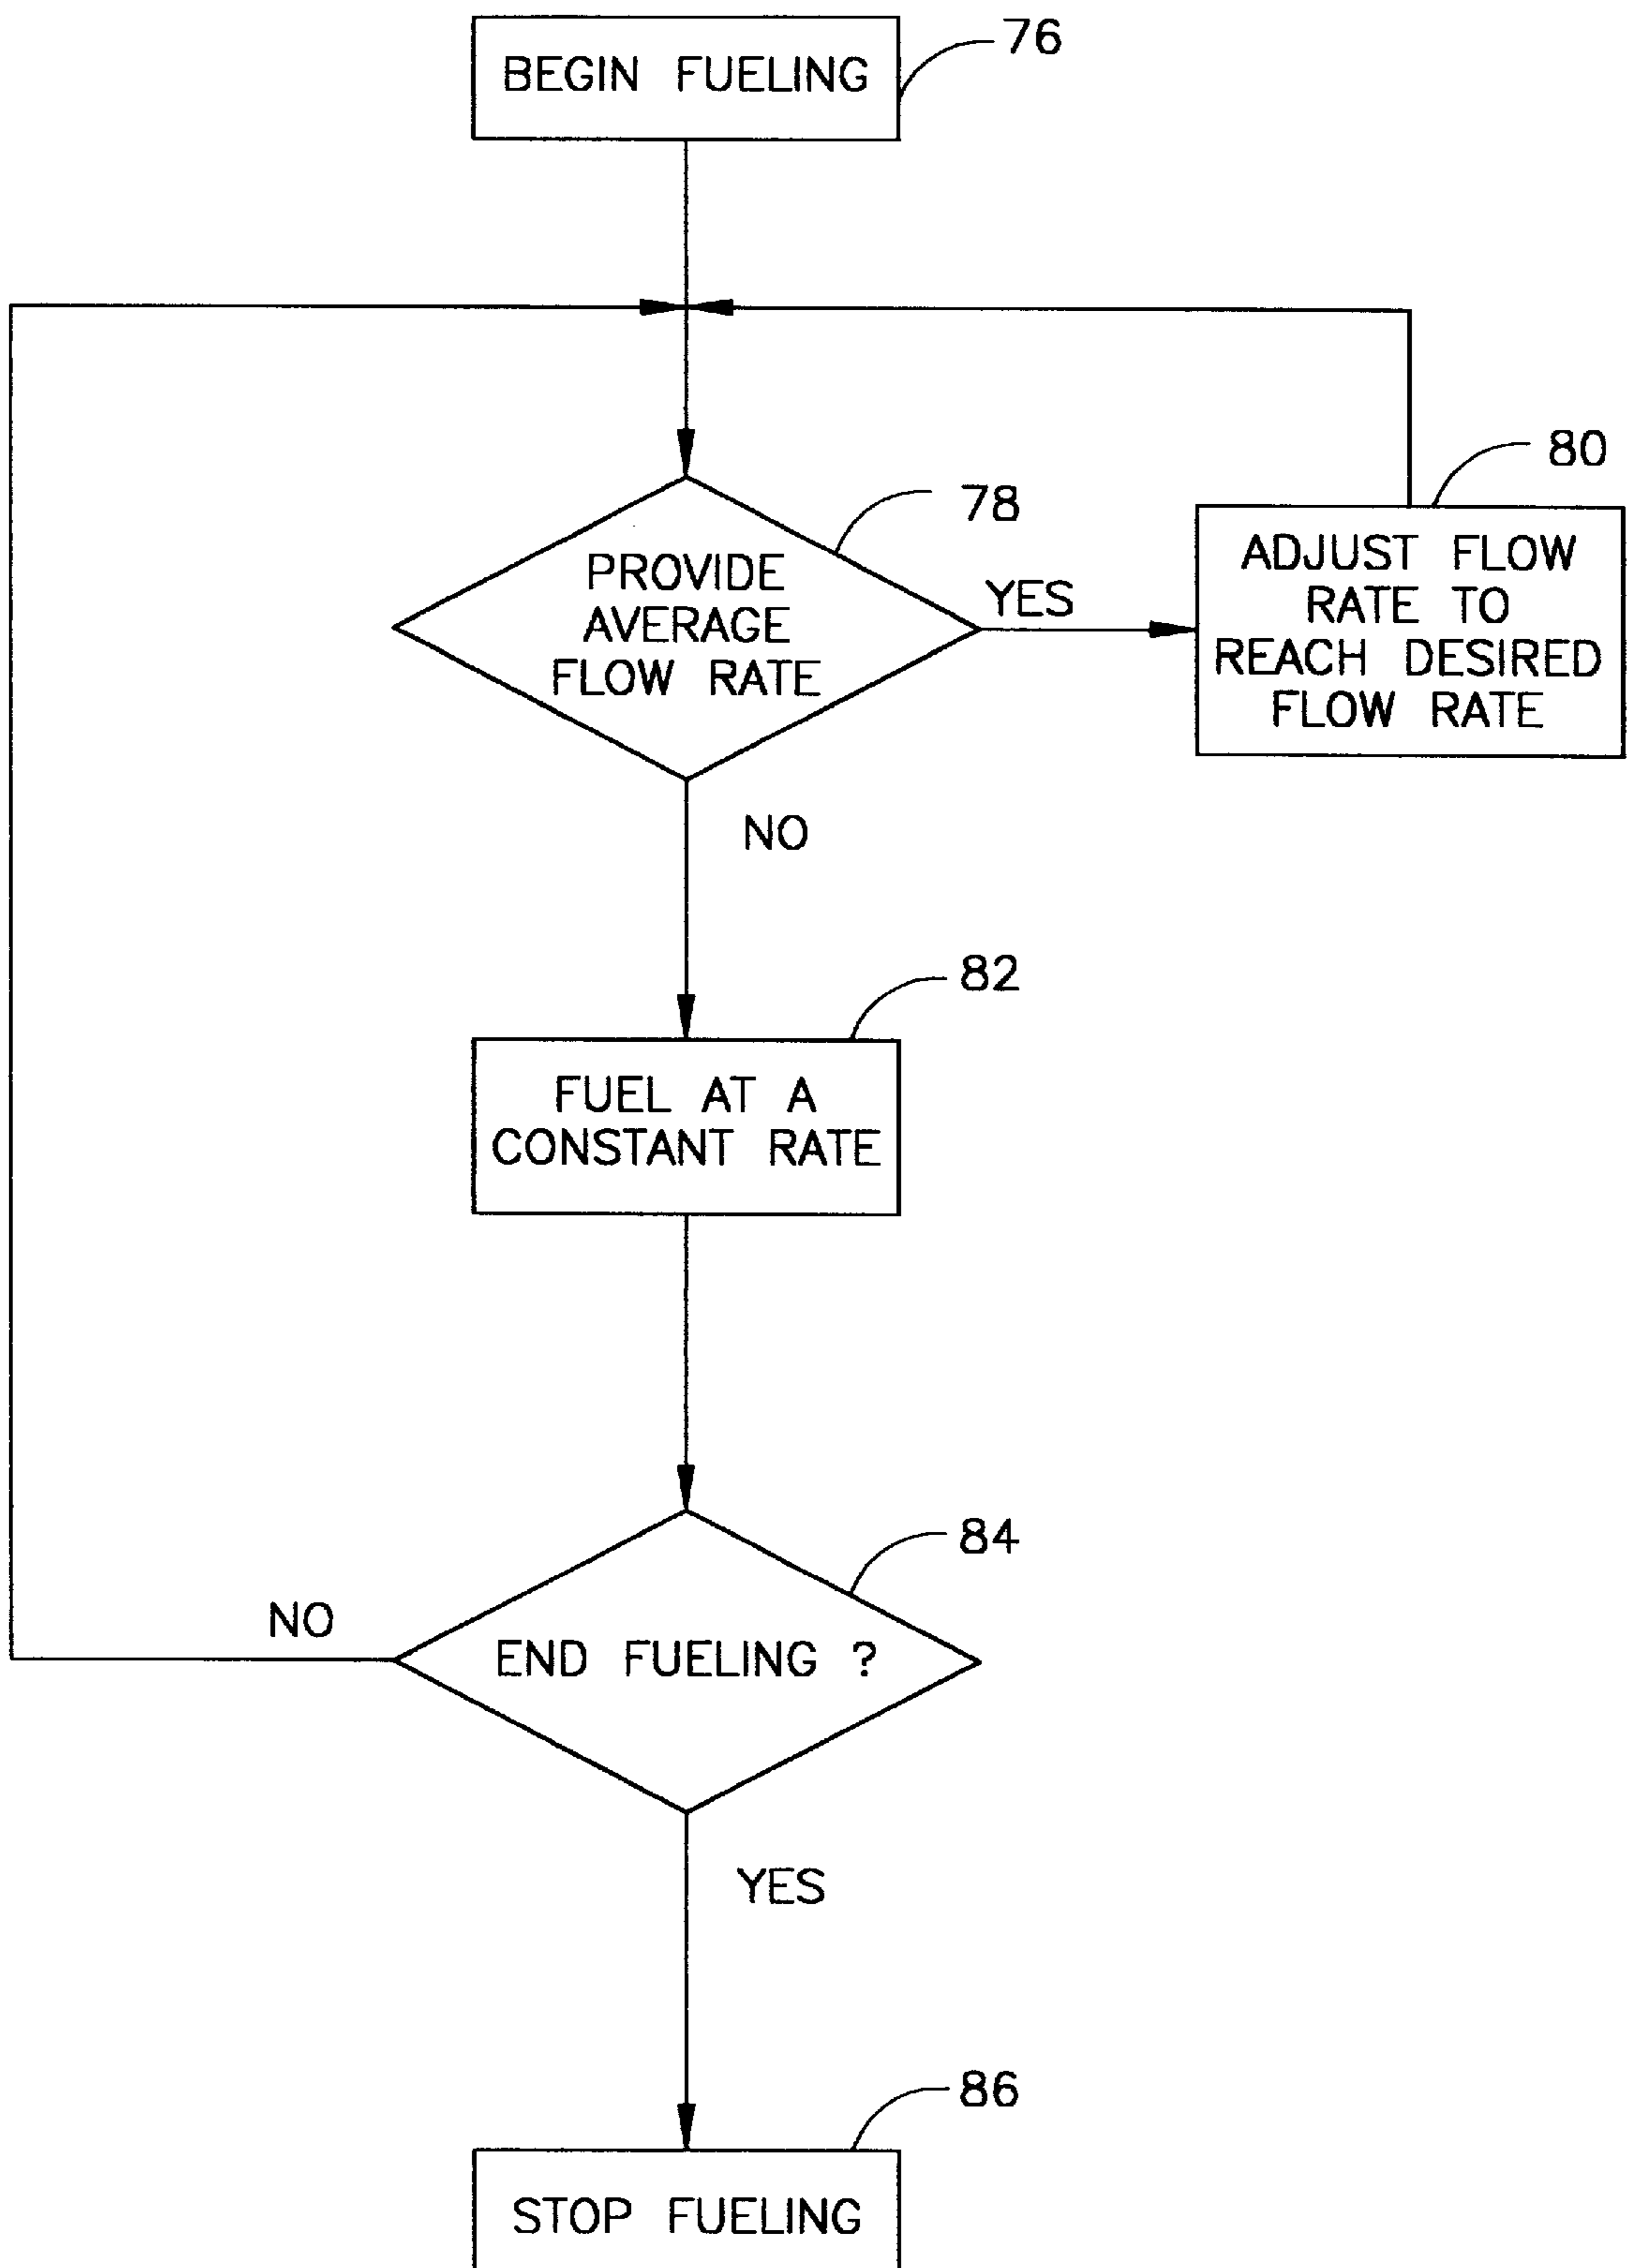 BEGIN FUELING
76
78
PROVIDE
AVERAGE
FLOW RATE
YES
80
ADJUST FLOW
RATE TO
REACH DESIRED
FLOW RATE
NO
82
FUEL AT A
CONSTANT RATE
84
END FUELING ?
NO
YES
86
STOP FUELING